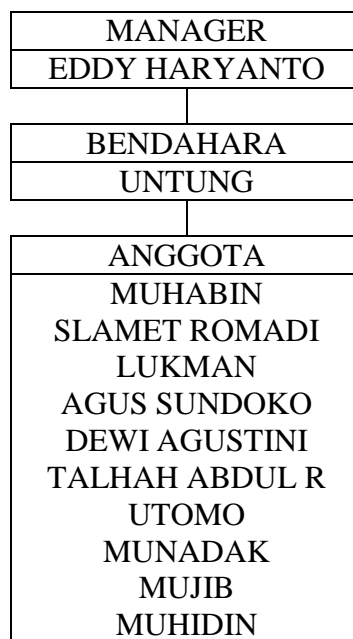 MANAGER
EDDY HARYANTO
BENDAHARA
UNTUNG
ANGGOTA
MUHABIN
SLAMET ROMADI
LUKMAN
AGUS SUNDOKO
DEWI AGUSTINI
TALHAH ABDUL R
UTOMO
MUNADAK
MUJIB
MUHIDIN